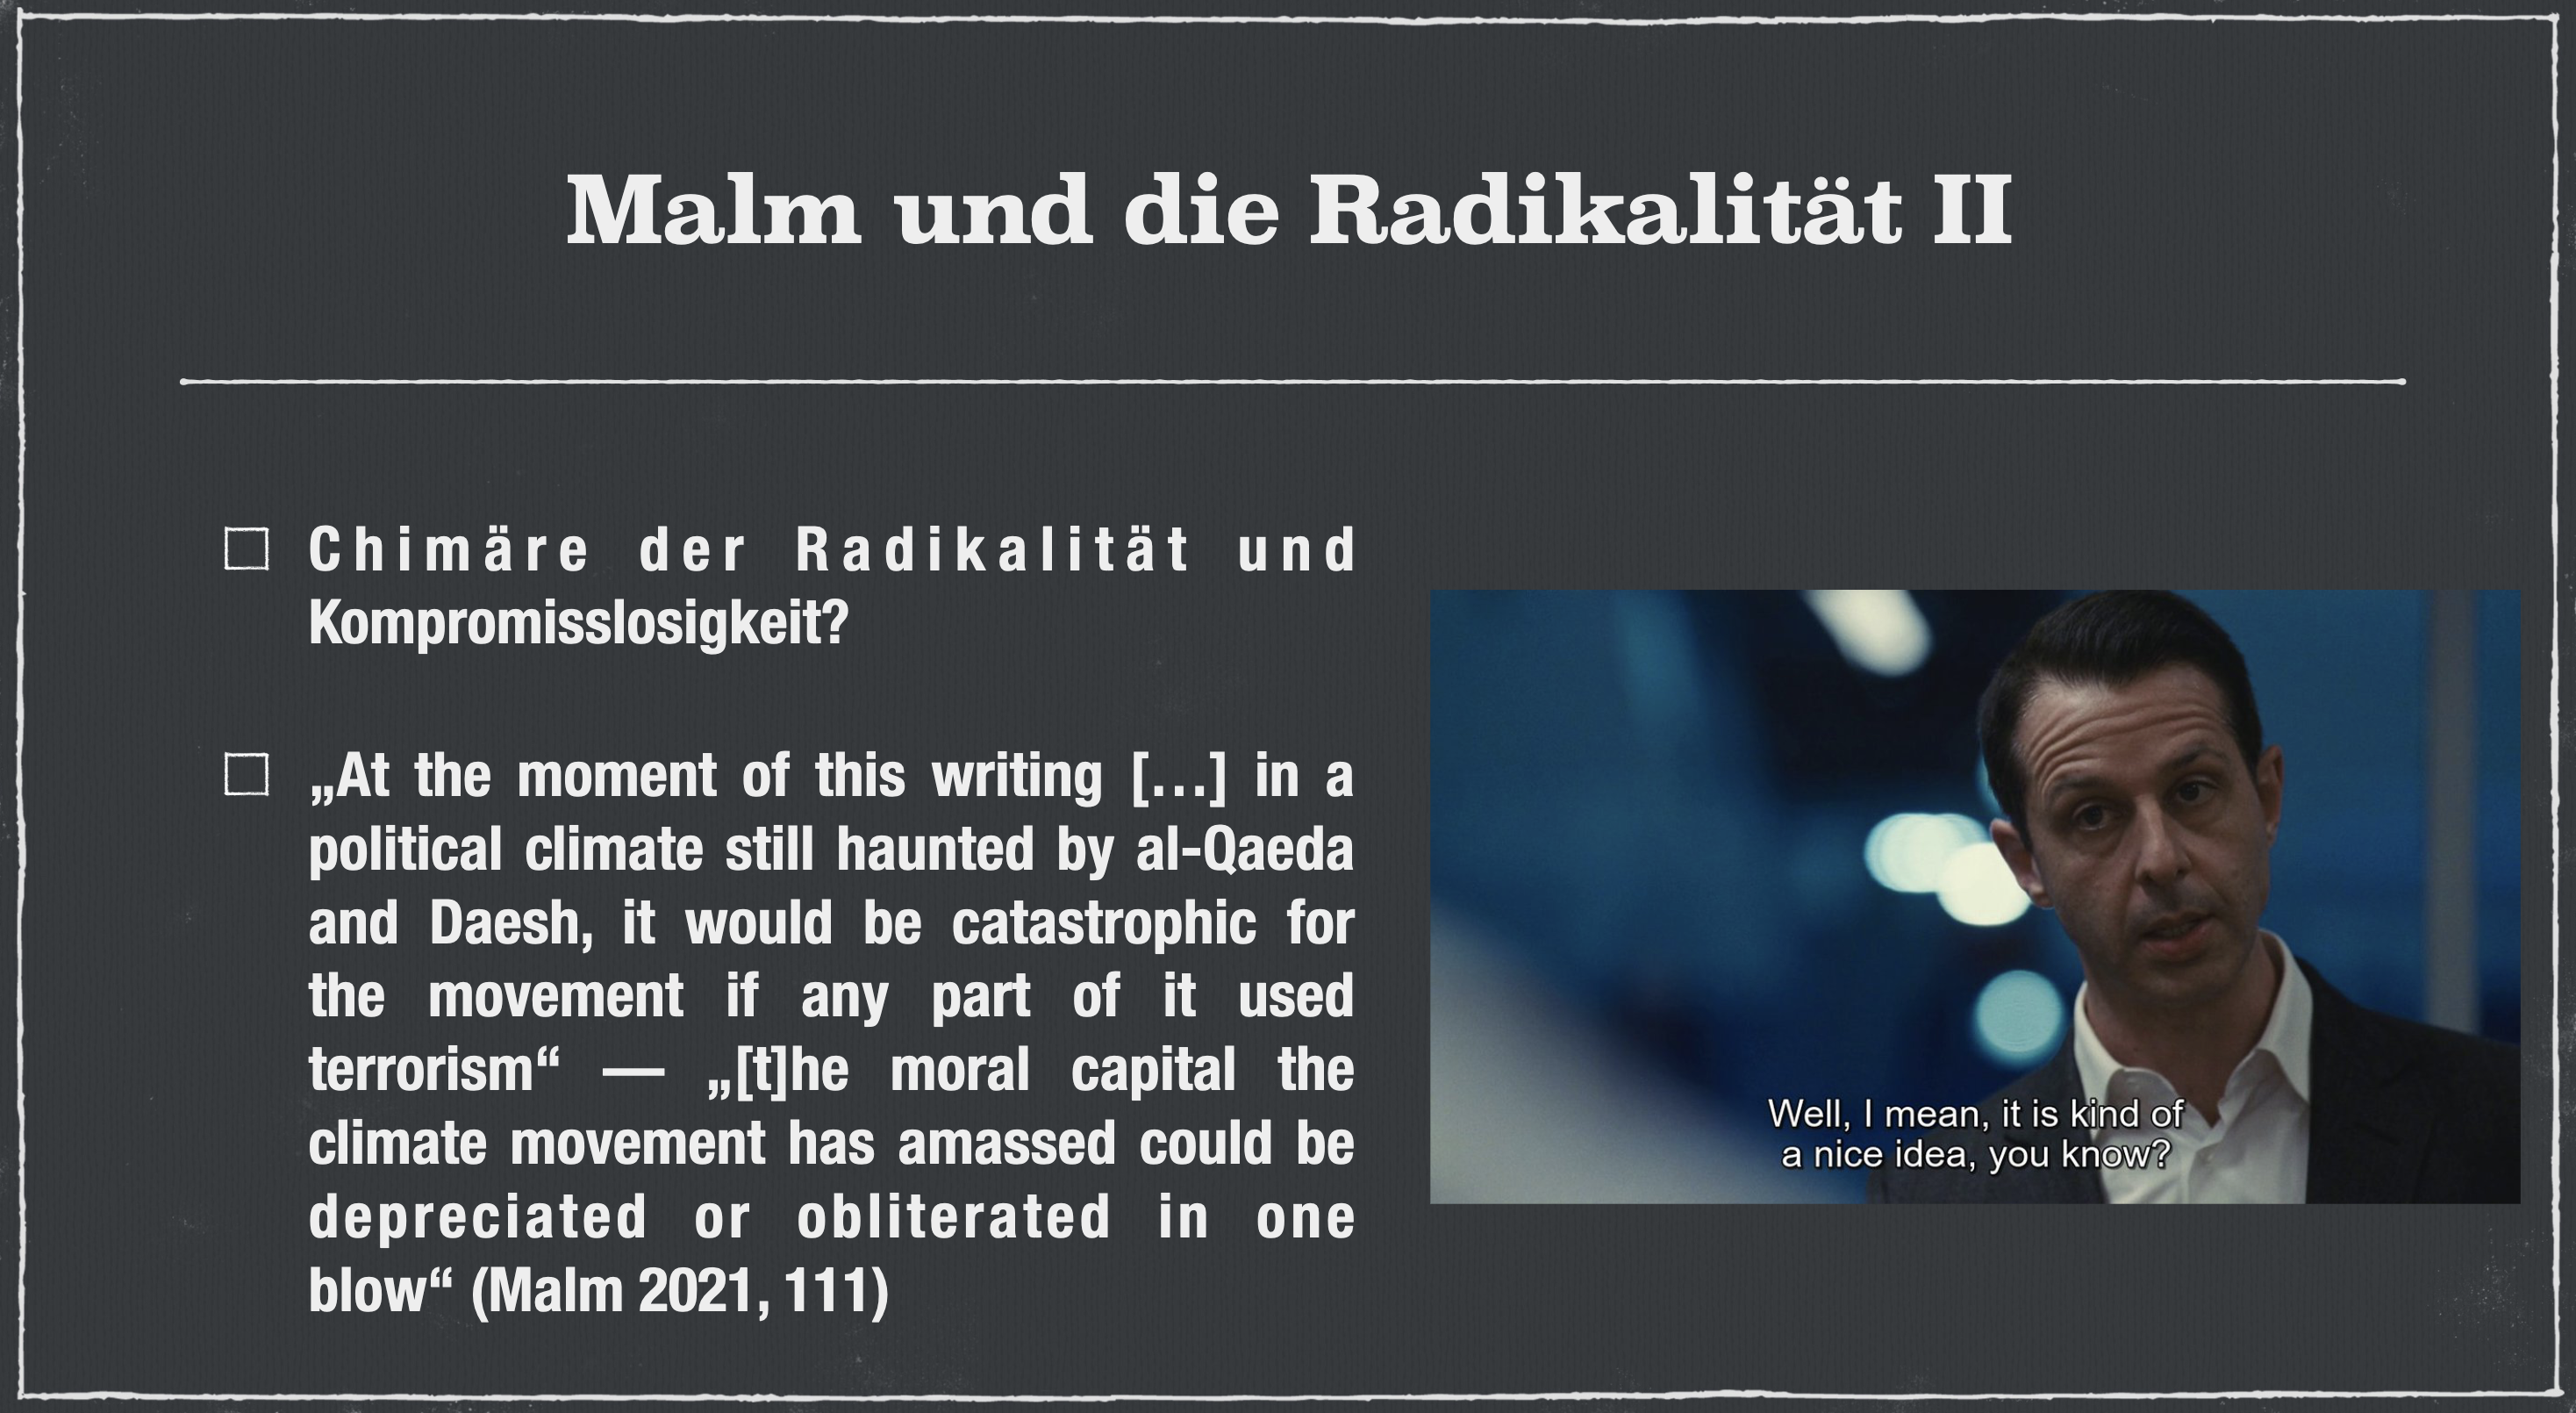 Malm und die Radikalität II
Chimäre der Radikalität und
Kompromisslosigkeit?
„At the moment of this writing […] in a
political climate still haunted by al-Qaeda
and Daesh, it would be catastrophic for
the movement if any part of it used
terrorism“ — „[t]he moral capital the
climate movement has amassed could be
depreciated or obliterated in one
blow“ (Malm 2021, 111)
Well, I mean, it is kind of
a nice idea, you know?